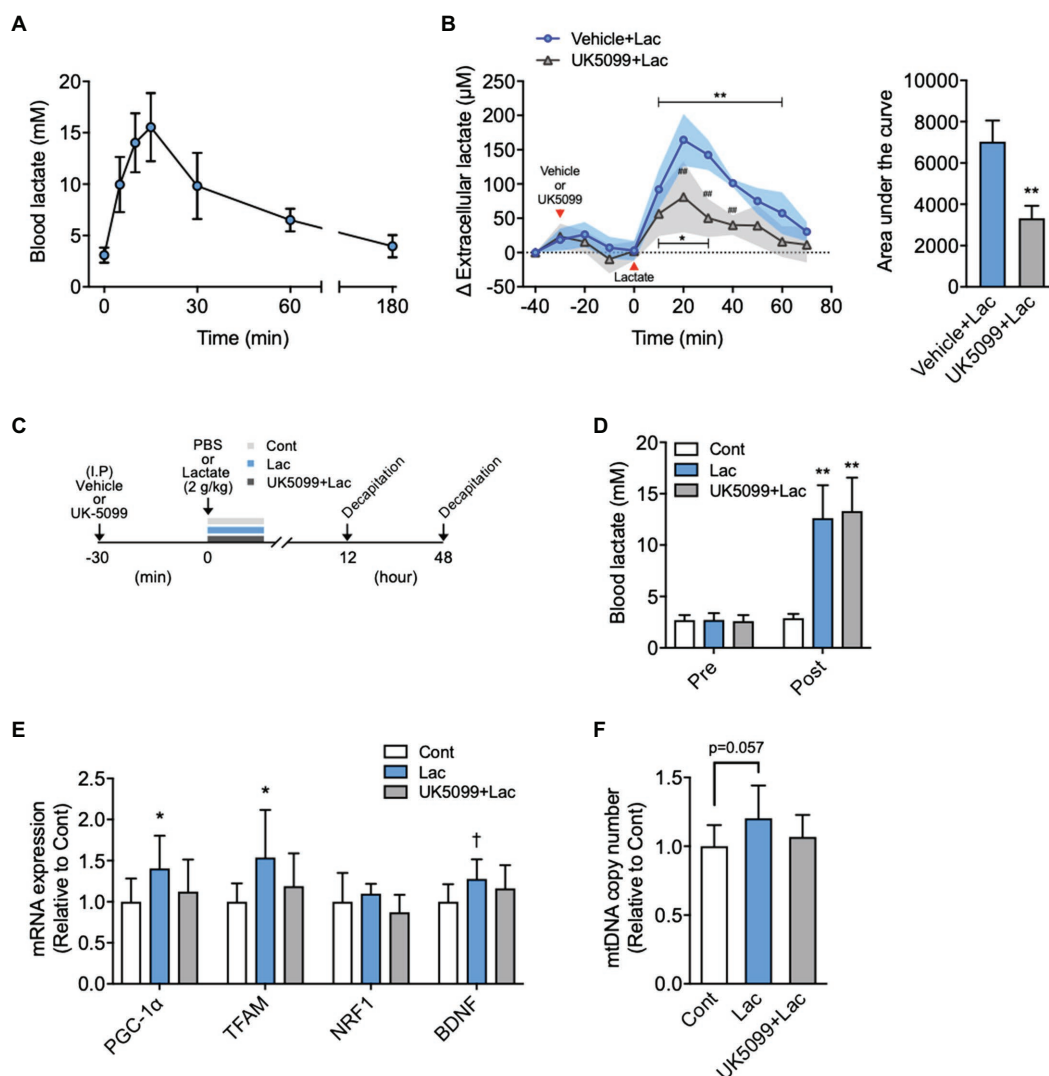 A
Blood lactate (mM)
20
15
10
5
0
0
30
60
180
Time (min)
B
Vehicle+Lac
UK5099+Lac
Δ Extracellular lactate (µM)
250
200
150
100
50
0
-50
**
Vehicle
or
UK5099
##
##
##
*
Lactate
-40
-20
0
20
40
60
80
Time (min)
Area under the curve
10000
8000
6000
4000
2000
0
**
Vehicle+Lac
UK5099+Lac
C
(I.P)
Vehicle
or
UK-5099
PBS
or
Lactate
(2 g/kg)
Cont
Lac
UK5099+Lac
Decapitation
Decapitation
-30
0
12
48
(min)
(hour)
D
Cont
Lac
UK5099+Lac
Blood lactate (mM)
20
15
10
5
0
**
**
Pre
Post
E
Cont
Lac
UK5099+Lac
mRNA expression
(Relative to Cont)
2.5
2.0
1.5
1.0
0.5
0.0
*
*
†
PGC-1α
TFAM
NRF1
BDNF
F
p=0.057
mtDNA copy number
(Relative to Cont)
1.5
1.0
0.5
0.0
Cont
Lac
UK5099+Lac